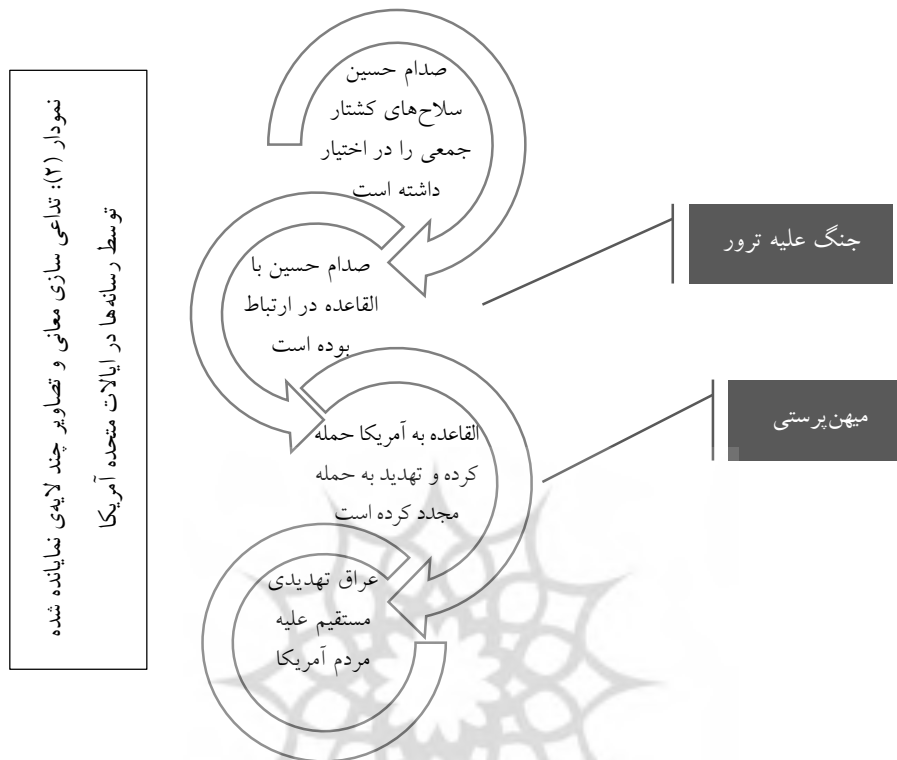 صدام حسین
سلاح‌های کشتار
جمعی را در اختیار
داشته است
صدام حسین با
القاعده در ارتباط
بوده است
القاعده به آمریکا حمله
کرده و تهدید به حمله
مجدد کرده است
عراق تهدیدی
مستقیم علیه
مردم آمریکا
جنگ علیه ترور
میهن‌پرستی
نمودار (۲): تداعی سازی معانی و تصاویر چند لایه‌ی نمایانده شده
توسط رسانه‌ها در ایالات متحده آمریکا